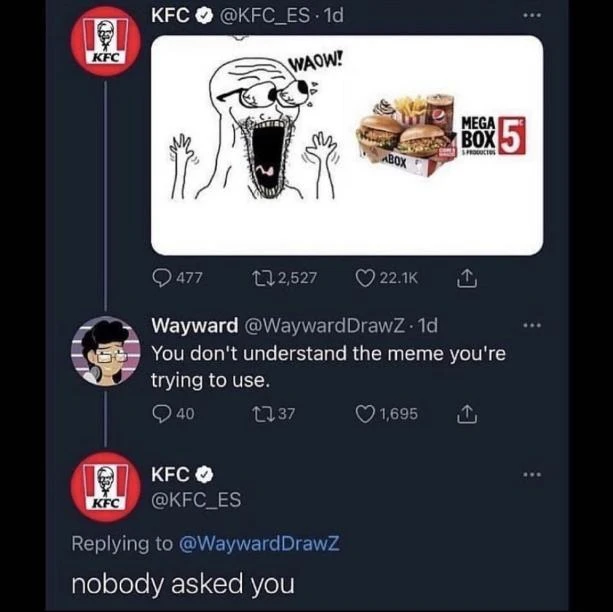 KFC @KFC_ES · 1d
KFC
WAOW!
MEGA
BOX 5€
5 PRODUCTOS
BOX
477 2,527 22.1K
Wayward @WaywardDrawZ · 1d
You don't understand the meme you're
trying to use.
40 37 1,695
KFC
@KFC_ES
KFC
Replying to @WaywardDrawZ
nobody asked you